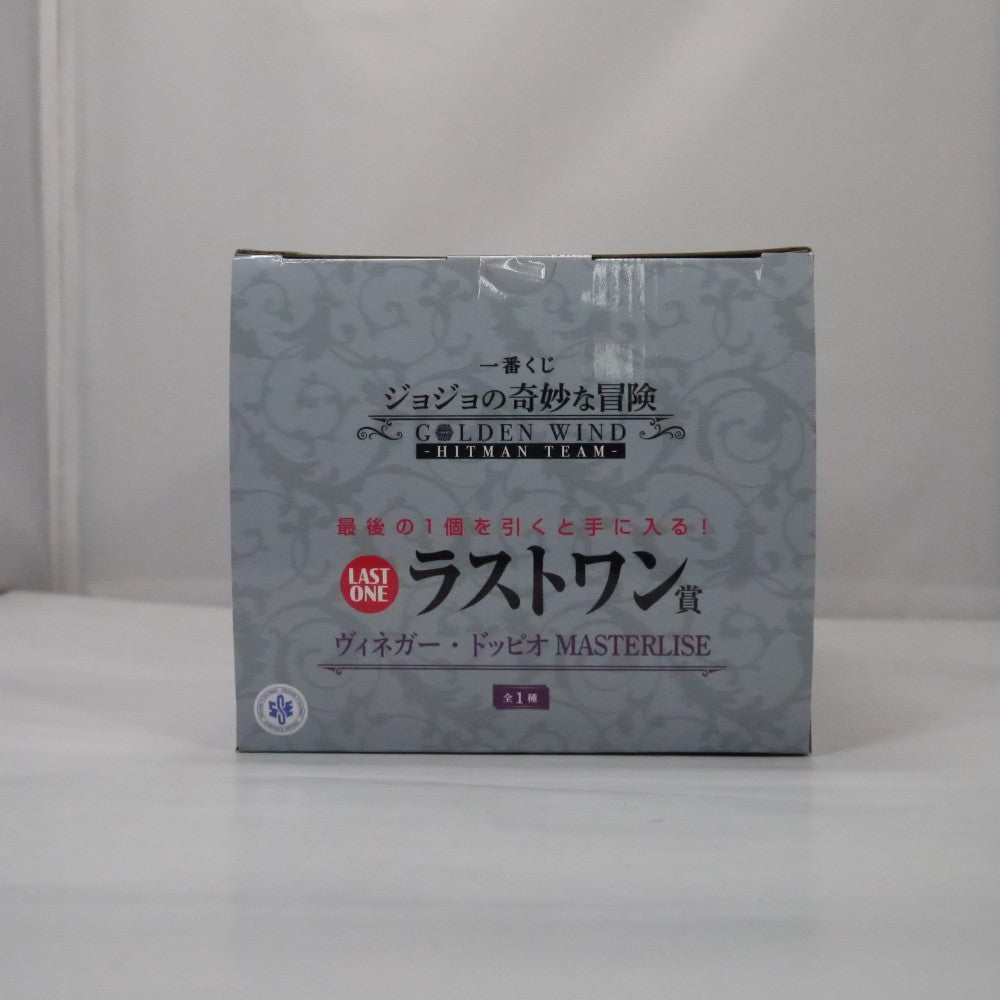 一番くじ
ジョジョの奇妙な冒険
GOLDEN WIND
-HITMAN TEAM-
最後の1個を引くと手に入る!
LAST ONE ラストワン賞
ヴィネガー・ドッピオ MASTERLISE
全1種